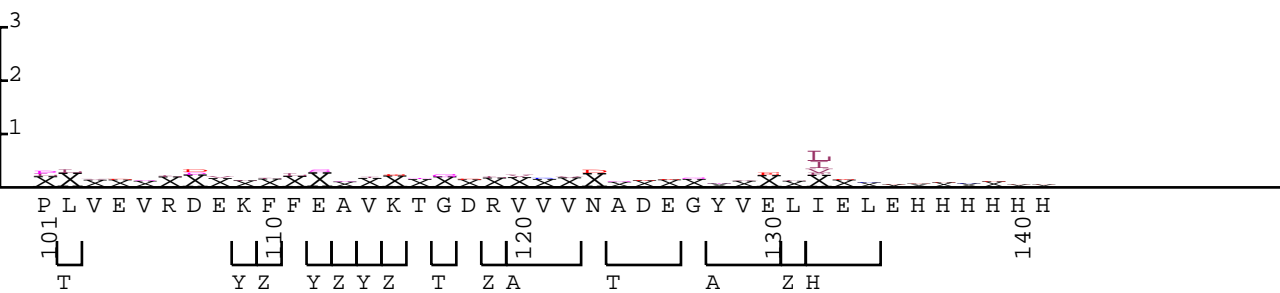 3
2
1
P L V E V R D E K F F E A V K T G D R V V V N A D E G Y V E L I E L E H H H H H H
101 110 120 130 140
T Y Z Y Z Y Z T Z A T A Z H